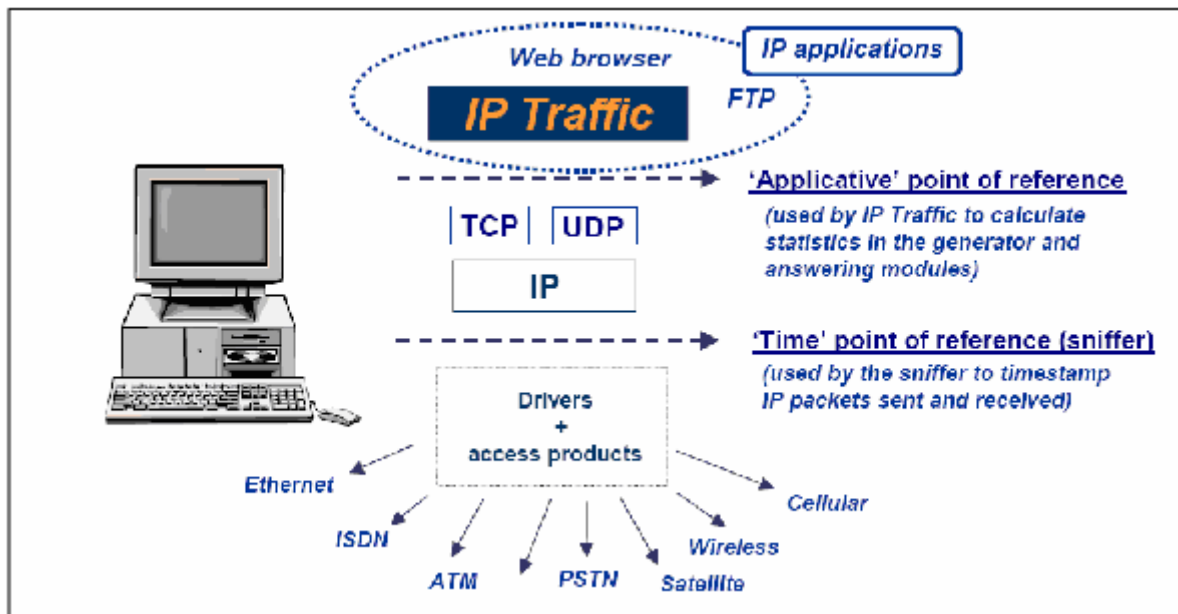 Web browser
IP applications
IP Traffic
FTP
'Applicative' point of reference
(used by IP Traffic to calculate
statistics in the generator and
answering modules)
TCP
UDP
IP
'Time' point of reference (sniffer)
(used by the sniffer to timestamp
IP packets sent and received)
Drivers
+
access products
Ethernet
Cellular
ISDN
Wireless
ATM
PSTN
Satellite